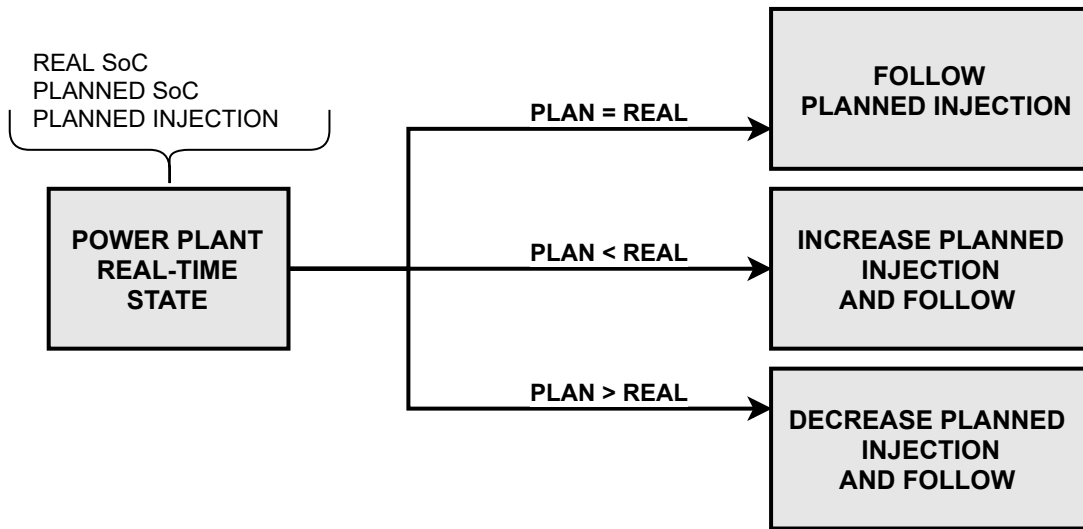 REAL SoC
PLANNED SoC
PLANNED INJECTION
POWER PLANT
REAL-TIME
STATE
PLAN = REAL
FOLLOW
PLANNED INJECTION
PLAN < REAL
INCREASE PLANNED
INJECTION
AND FOLLOW
PLAN > REAL
DECREASE PLANNED
INJECTION
AND FOLLOW